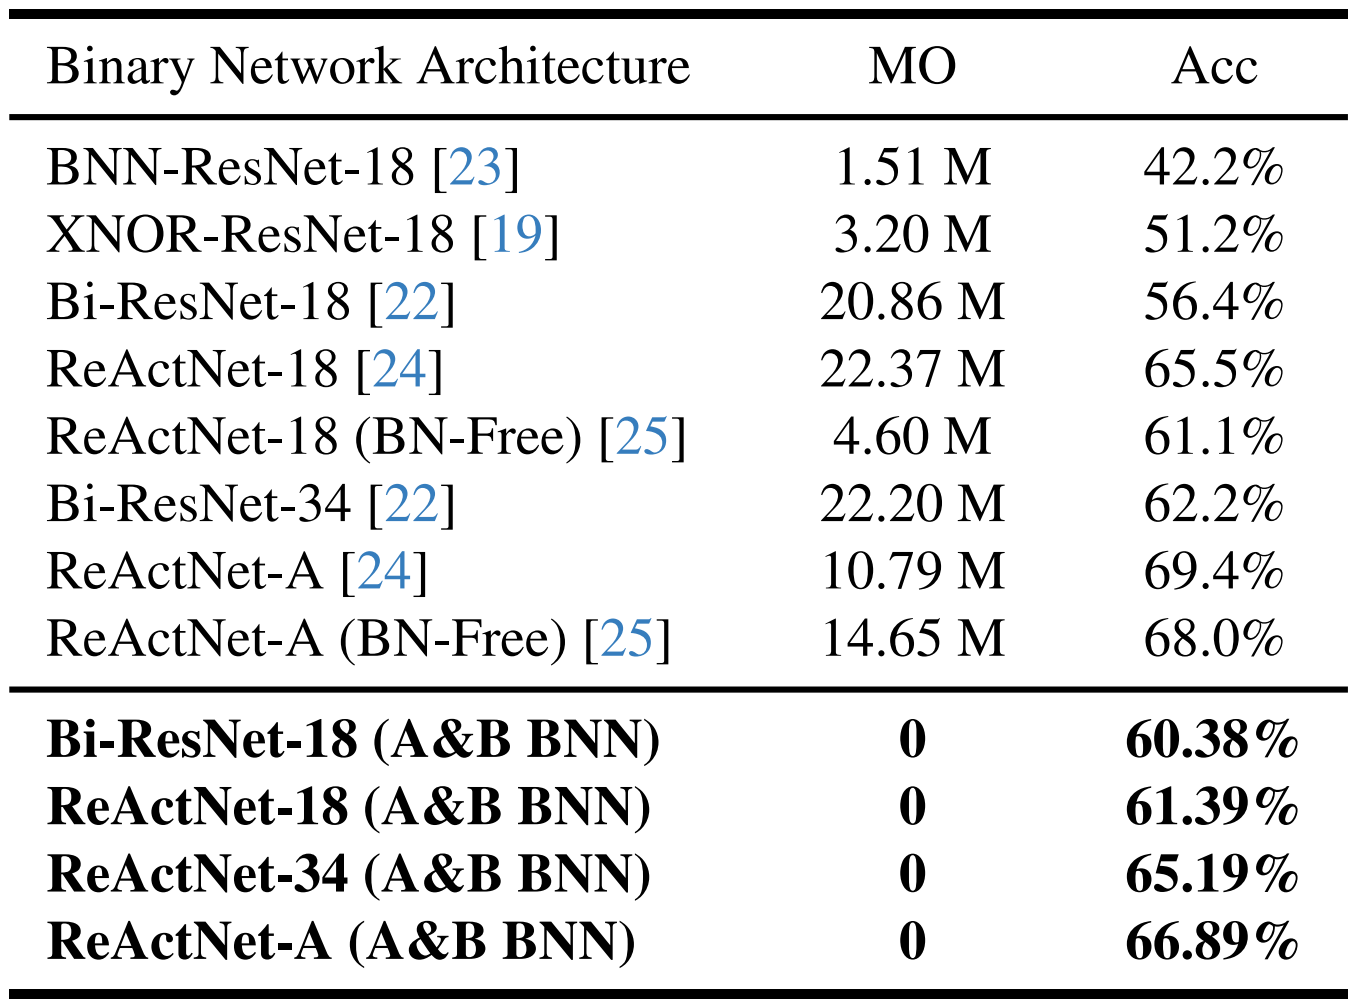 Binary Network Architecture MO Acc
BNN-ResNet-18 [23] 1.51 M 42.2%
XNOR-ResNet-18 [19] 3.20 M 51.2%
Bi-ResNet-18 [22] 20.86 M 56.4%
ReActNet-18 [24] 22.37 M 65.5%
ReActNet-18 (BN-Free) [25] 4.60 M 61.1%
Bi-ResNet-34 [22] 22.20 M 62.2%
ReActNet-A [24] 10.79 M 69.4%
ReActNet-A (BN-Free) [25] 14.65 M 68.0%
Bi-ResNet-18 (A&B BNN) 0 60.38%
ReActNet-18 (A&B BNN) 0 61.39%
ReActNet-34 (A&B BNN) 0 65.19%
ReActNet-A (A&B BNN) 0 66.89%